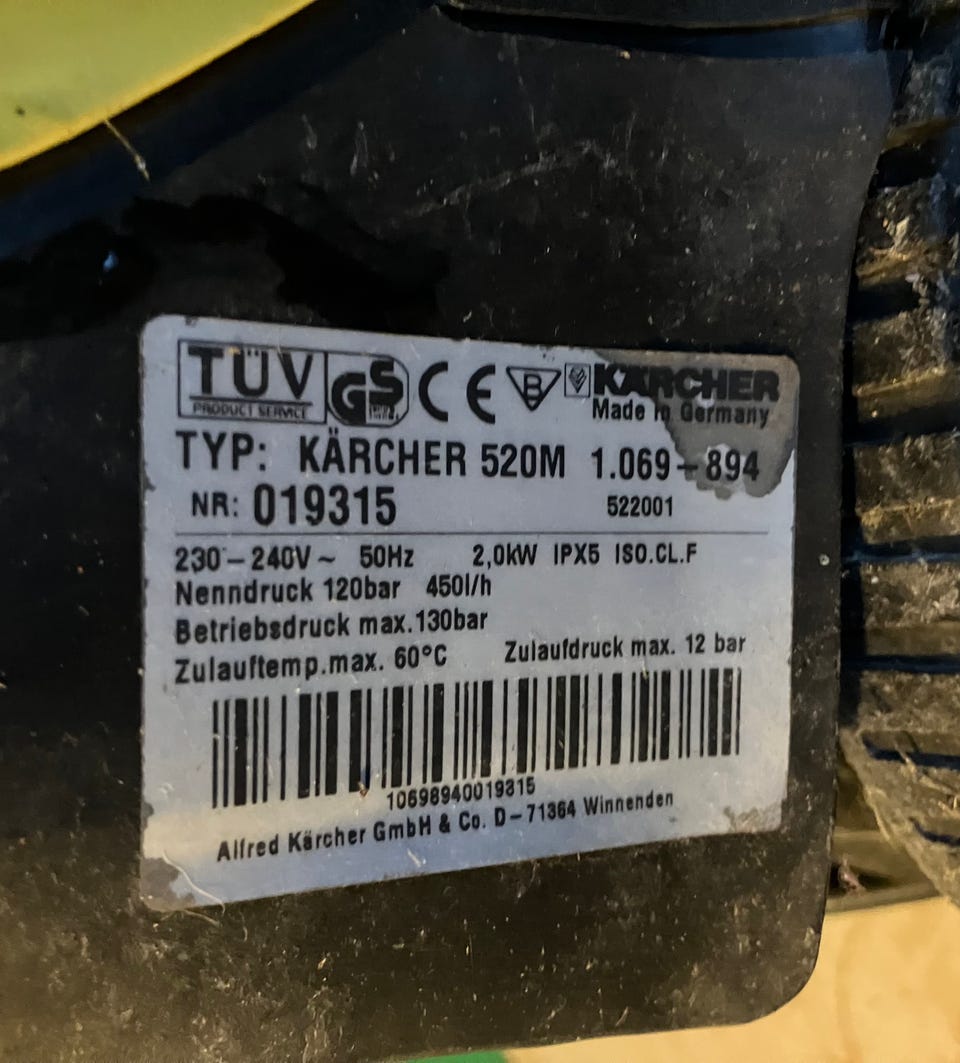 TÜV GS CE B KÄRCHER
PRODUCT SERVICE
Made in Germany
TYP: KÄRCHER 520M 1.069-894
NR: 019315 522001
230-240V ~ 50Hz 2,0kW IPX5 ISO.CL.F
Nenndruck 120bar 450l/h
Betriebsdruck max.130bar
Zulauftemp.max. 60°C Zulaufdruck max. 12 bar
10698940019315
Alfred Kärcher GmbH & Co. D-71364 Winnenden